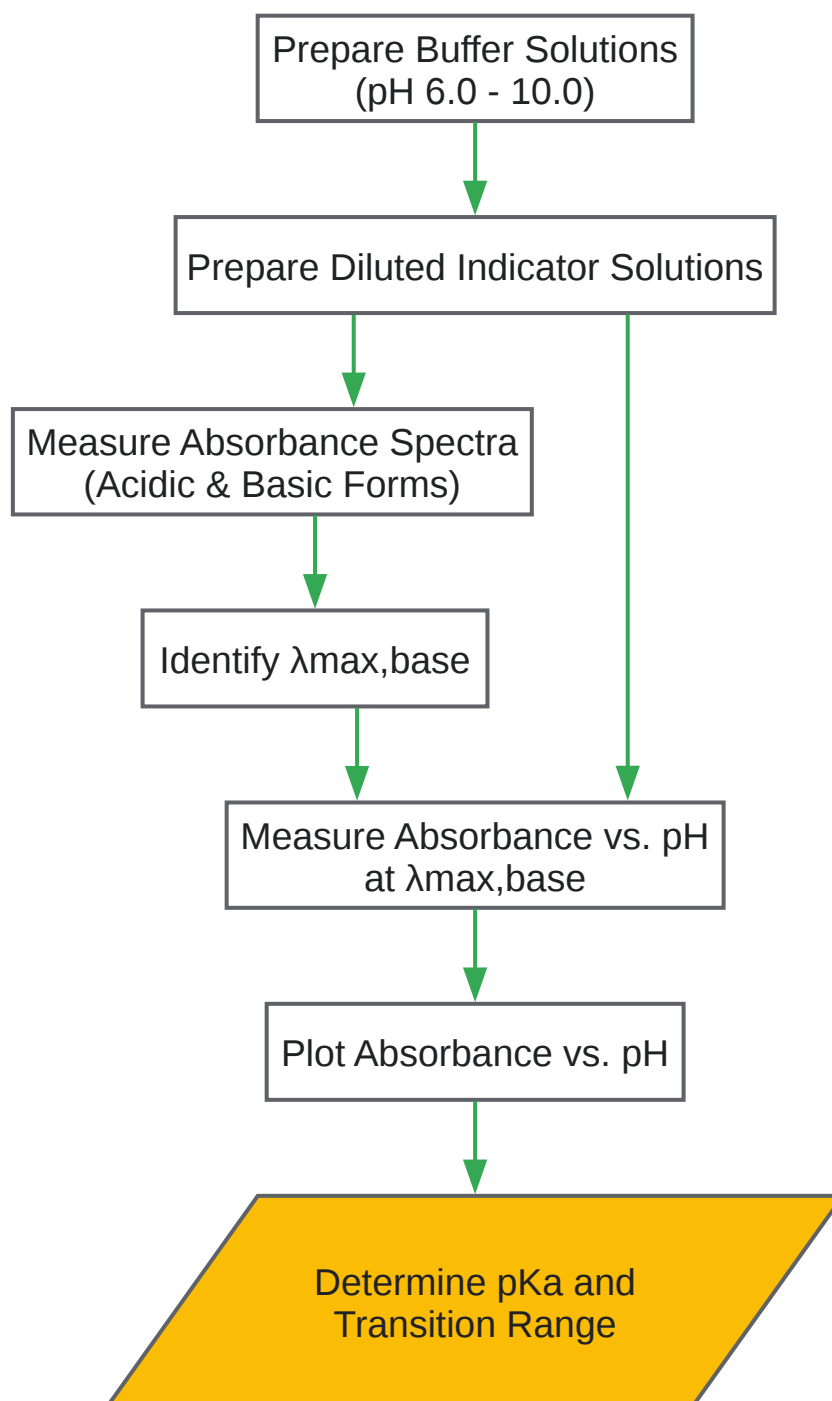 Prepare Buffer Solutions
(pH 6.0 - 10.0)
Prepare Diluted Indicator Solutions
Measure Absorbance Spectra
(Acidic & Basic Forms)
Identify λmax,base
Measure Absorbance vs. pH
at λmax,base
Plot Absorbance vs. pH
Determine pKa and
Transition Range